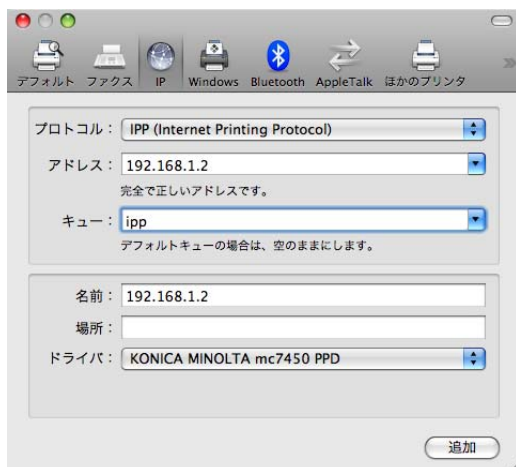 デフォルト ファクス IP Windows Bluetooth AppleTalk ほかのプリンタ
プロトコル： IPP (Internet Printing Protocol)
アドレス： 192.168.1.2
完全で正しいアドレスです。
キュー： ipp
デフォルトキューの場合は、空のままにします。
名前： 192.168.1.2
場所：
ドライバ： KONICA MINOLTA mc7450 PPD
追加